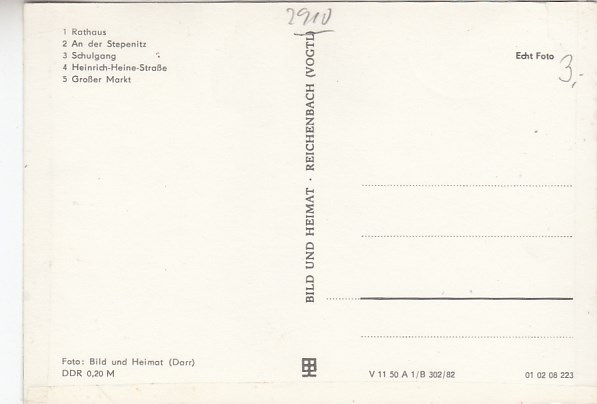 1 Rathaus
2 An der Stepenitz
3 Schulgang
4 Heinrich-Heine-Straße
5 Großer Markt
2910
BILD UND HEIMAT · REICHENBACH (VOGTL)
Echt Foto
3,-
Foto: Bild und Heimat (Darr)
DDR 0,20 M
V 11 50 A 1/B 302/82
01 02 08 223